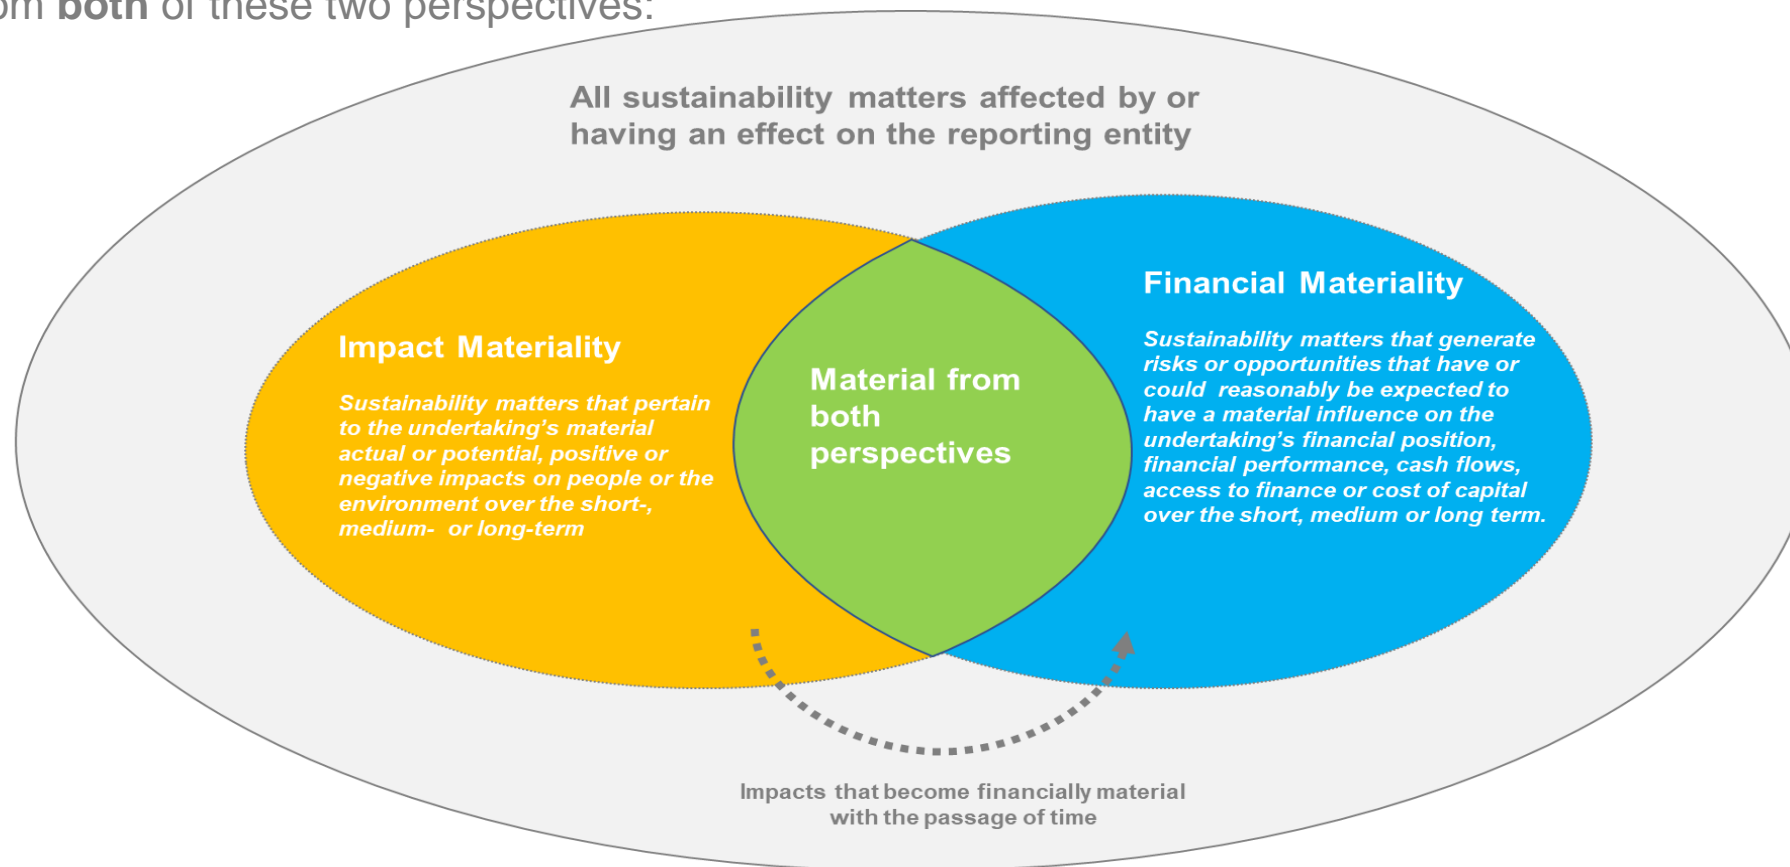 om both of these two perspectives:
All sustainability matters affected by or
having an effect on the reporting entity
Impact Materiality
Sustainability matters that pertain
to the undertaking’s material
actual or potential, positive or
negative impacts on people or the
environment over the short-,
medium- or long-term
Material from
both
perspectives
Financial Materiality
Sustainability matters that generate
risks or opportunities that have or
could reasonably be expected to
have a material influence on the
undertaking’s financial position,
financial performance, cash flows,
access to finance or cost of capital
over the short, medium or long term.
Impacts that become financially material
with the passage of time